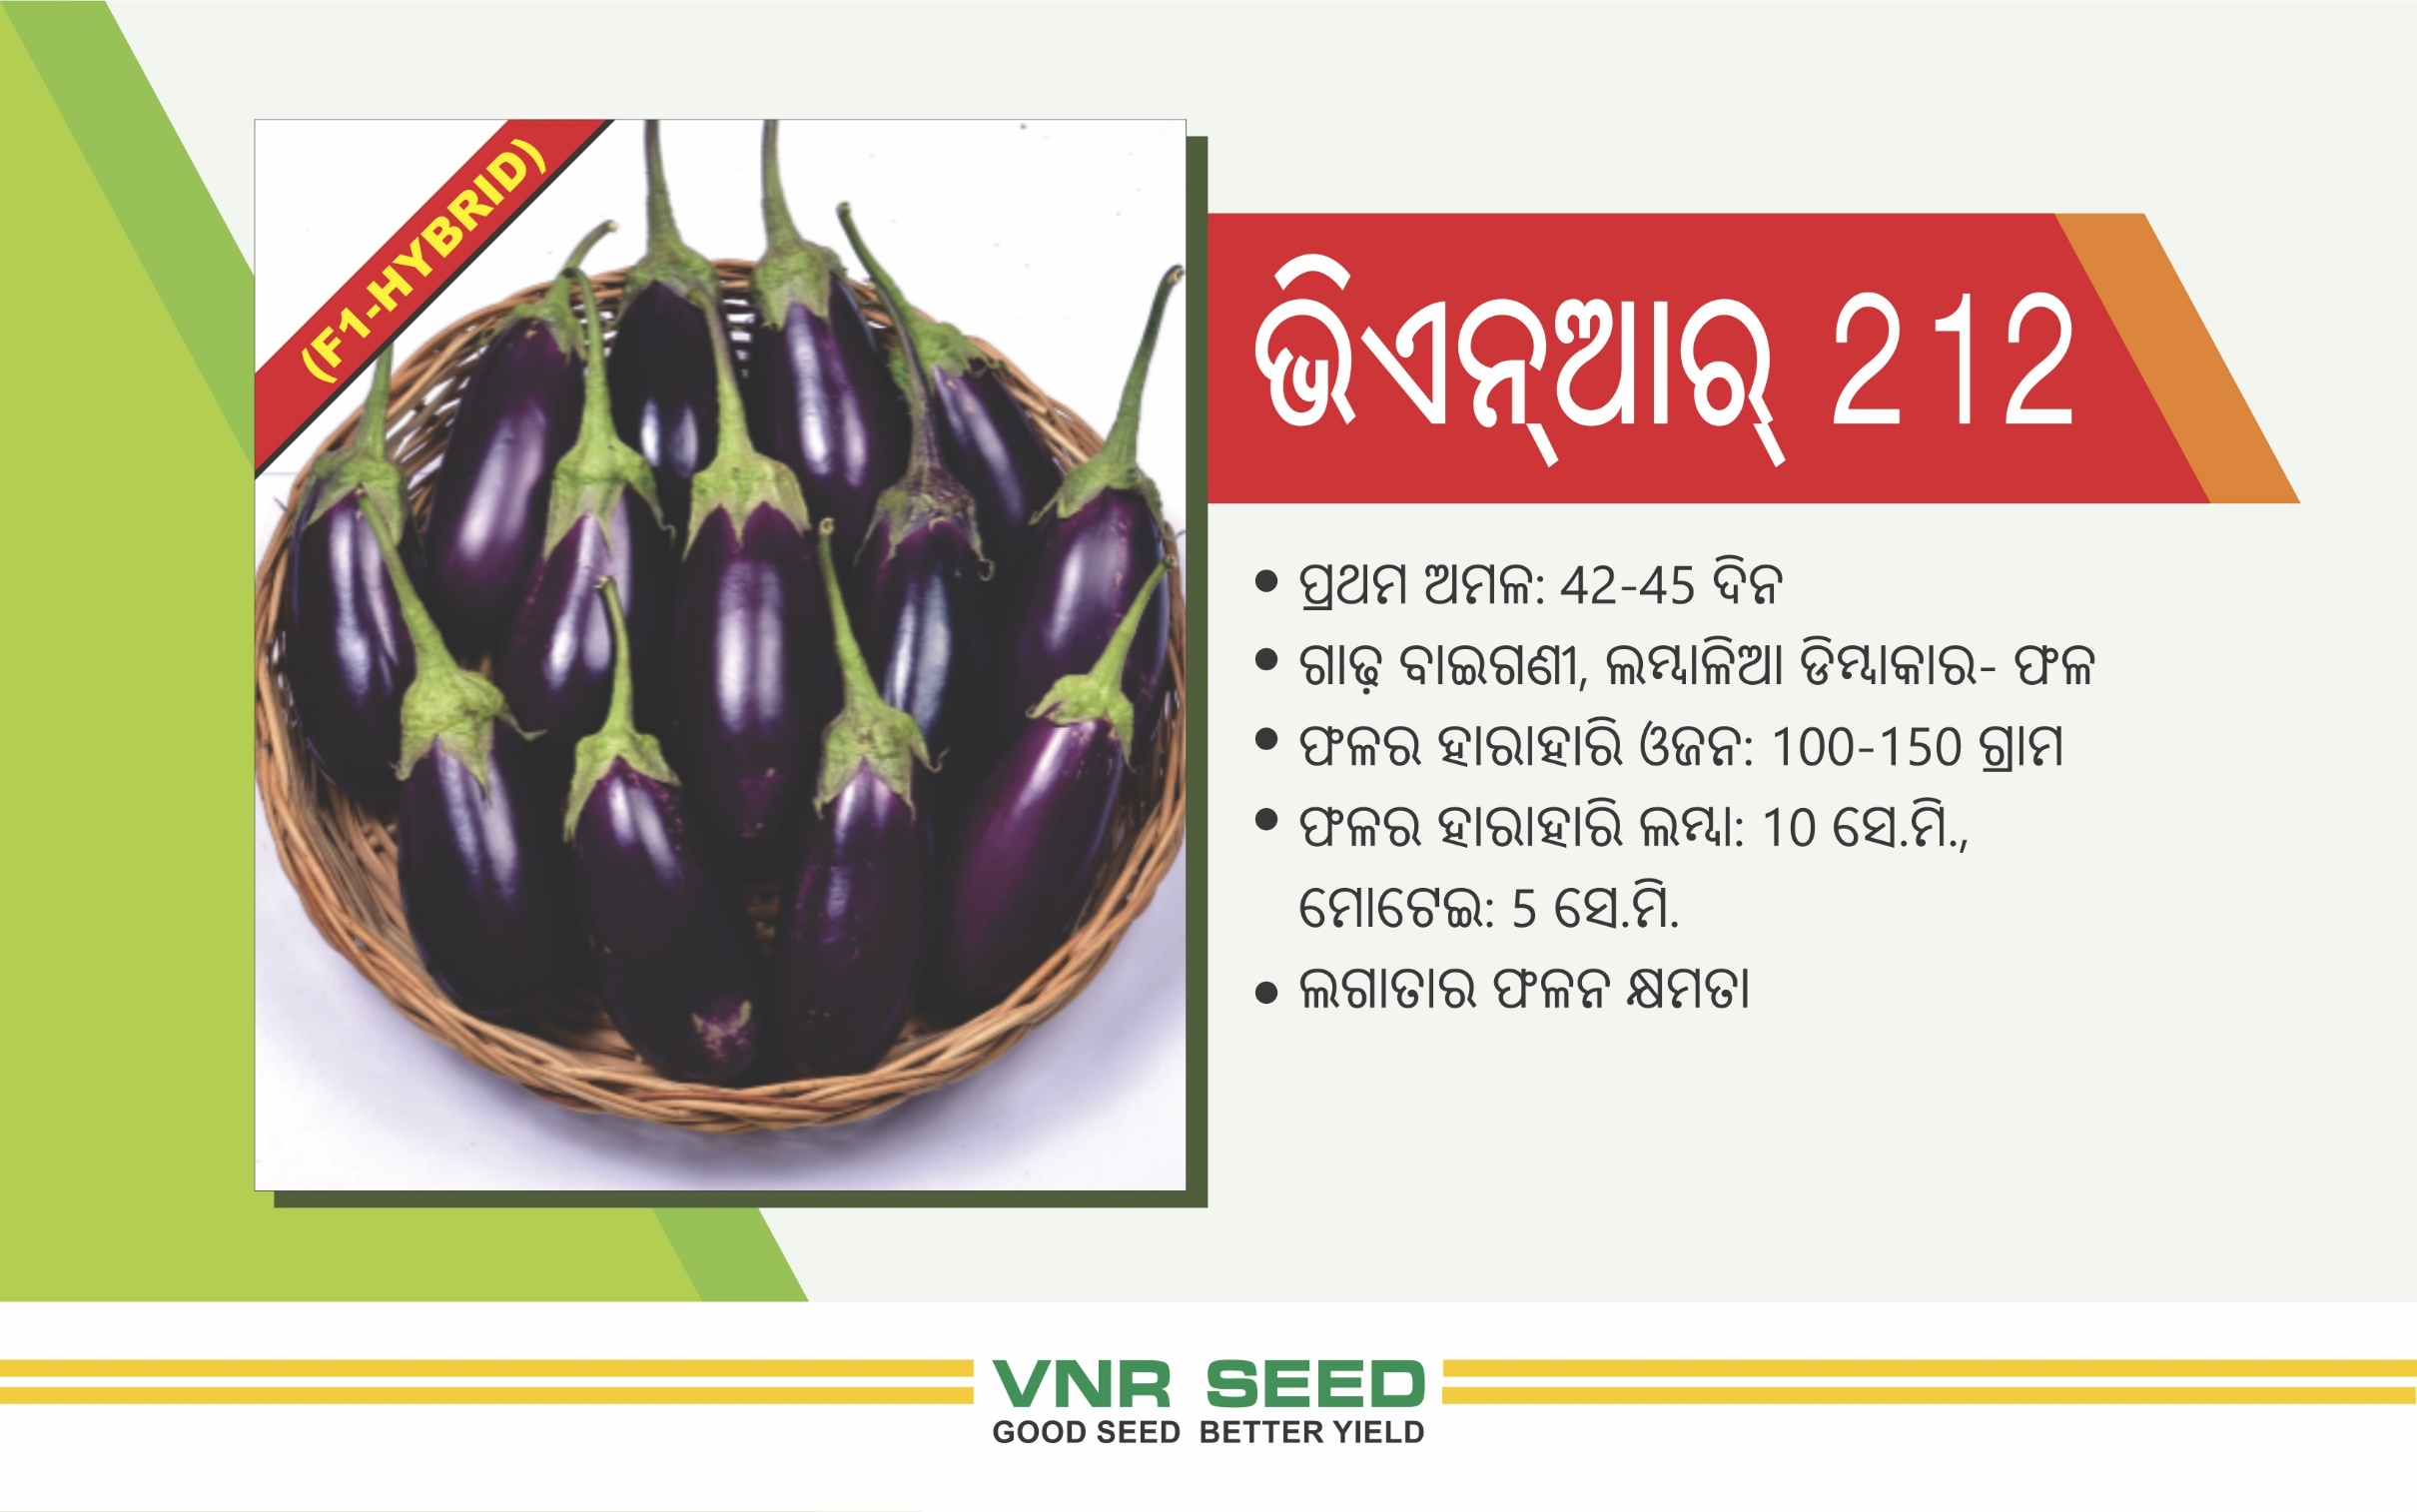 (F1-HYBRID))
ଭିଏନ୍ଆର୍ 212
● ପ୍ରଥମ ଅମଳ: 42-45 ଦିନ
● ଗାଢ଼ ବାଇଗଣୀ, ଲମ୍ବାଳିଆ ଡିମ୍ବାକାର- ଫଳ
● ଫଳର ହାରାହାରି ଓଜନ: 100-150 ଗ୍ରାମ
● ଫଳର ହାରାହାରି ଲମ୍ବା: 10 ସେ.ମି.,
ମୋଟେଇ: 5 ସେ.ମି.
● ଲଗାତାର ଫଳନ କ୍ଷମତା
VNR SEED
GOOD SEED BETTER YIELD